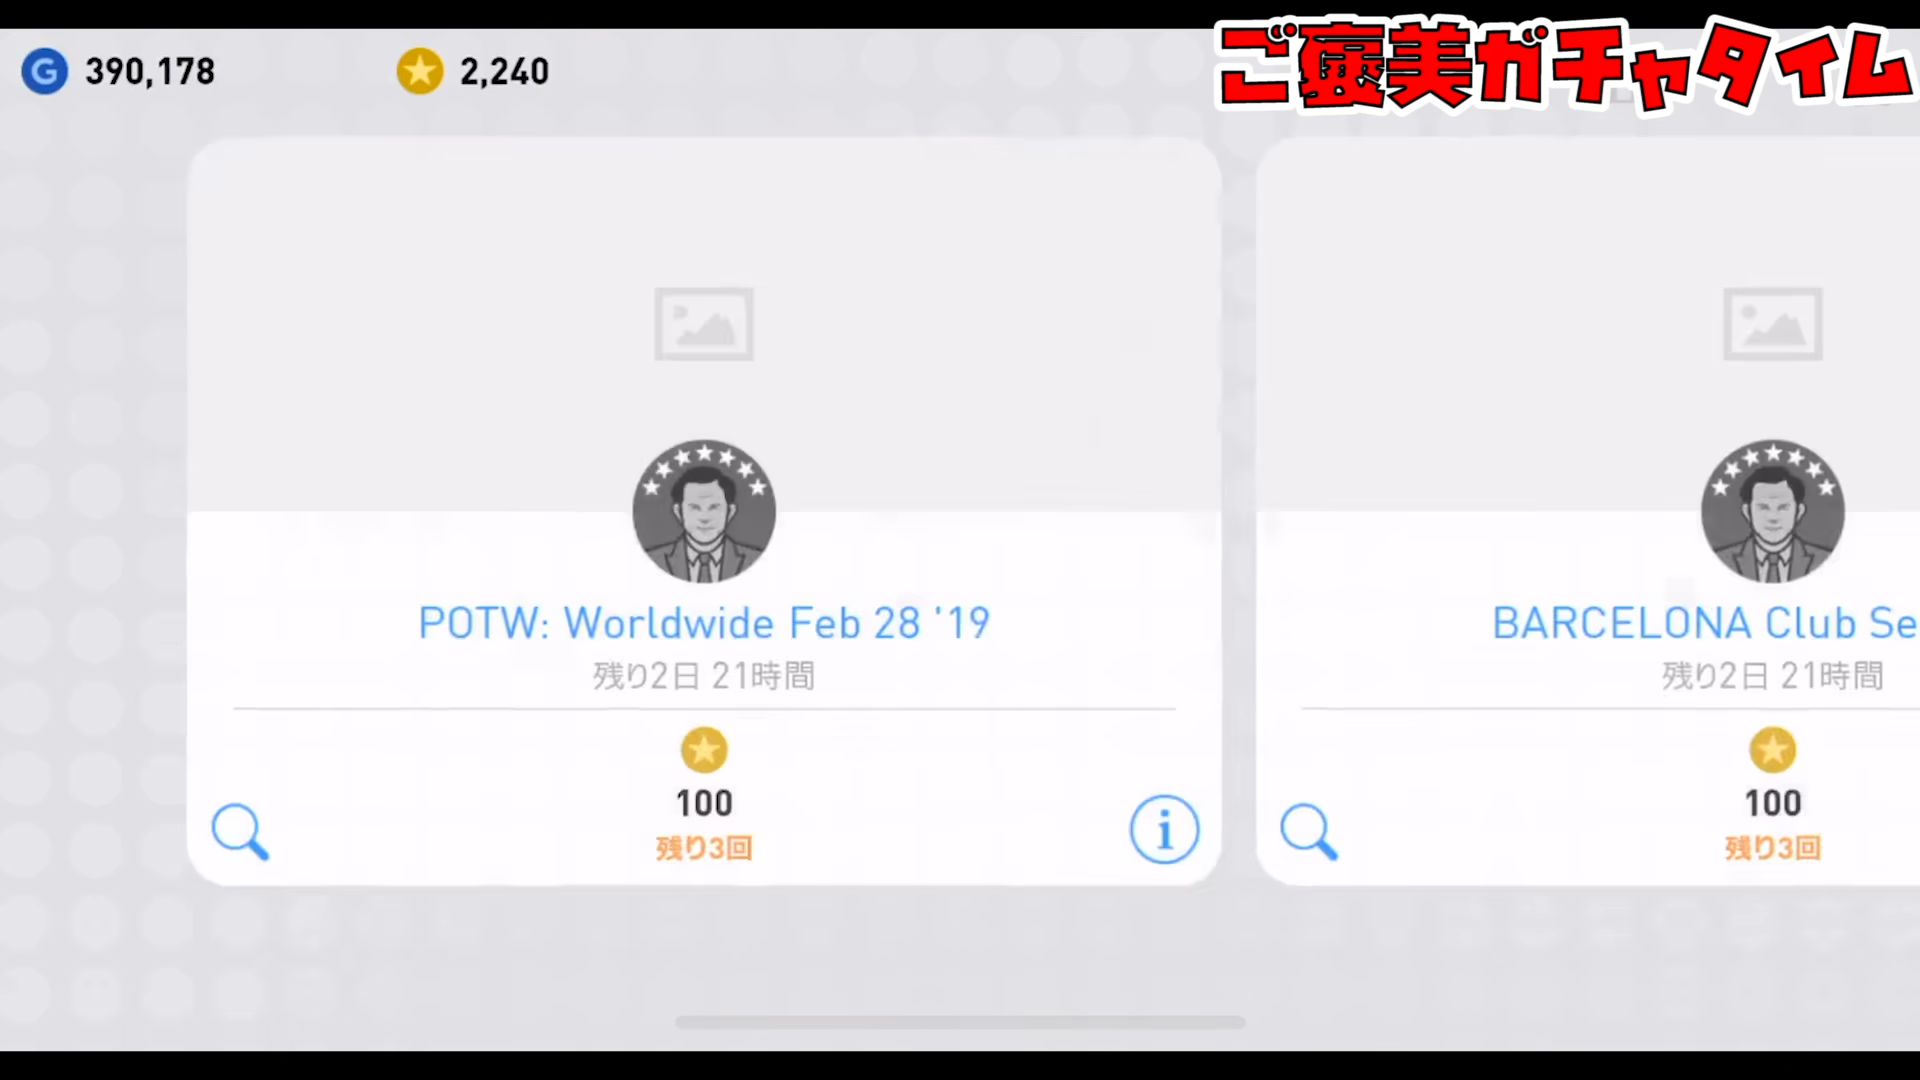 G 390,178
2,240
ご褒美ガチャタイム
POTW: Worldwide Feb 28 '19
残り2日 21時間
100
残り3回
i
BARCELONA Club Se
残り2日 21時間
100
残り3回